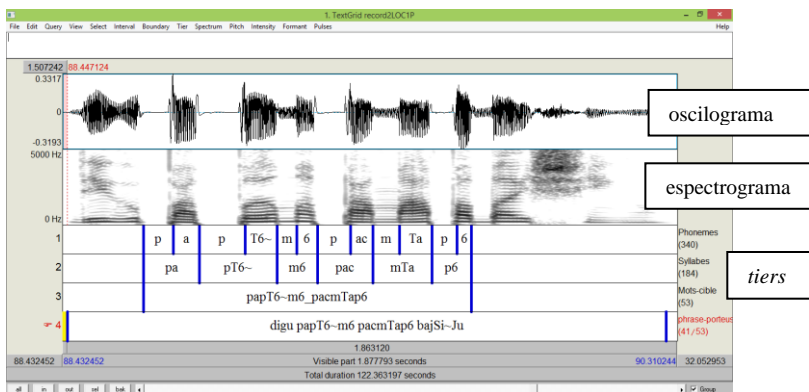 1. TextGrid record2LOC1P
File Edit Query View Select Interval Boundary Tier Spectrum Pitch Intensity Formant Pulses Help
1.507242 88.447124
0.3317
0
-0.3193
oscilograma
5000 Hz
0 Hz
espectrograma
1 p a p T6~ m 6 p ac m Ta p 6 Phonemes (340)
2 pa pT6~ m6 pac mTa p6 Syllabes (184)
tiers
3 papT6~m6_pacmTap6 Mots-cible (53)
4 digu papT6~m6 pacmTap6 bajSi~Ju phrase-porteus (41/53)
1.863120
88.432452 88.432452 Visible part 1.877793 seconds 90.310244 32.052953
Total duration 122.363197 seconds
all in out sel bak Group